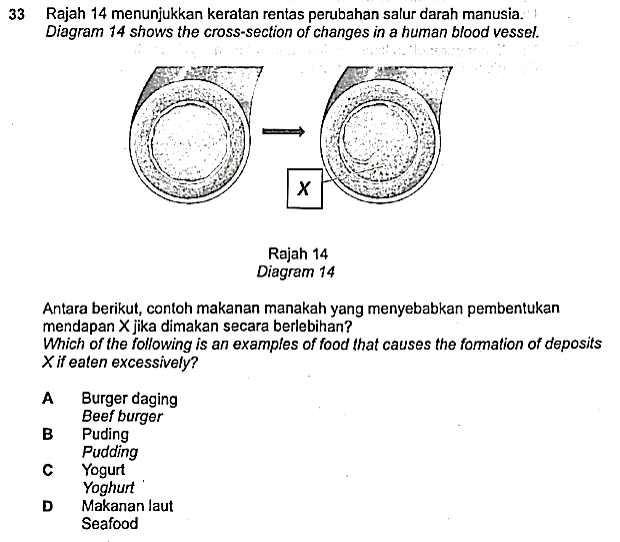 33 Rajah 14 menunjukkan keratan rentas perubahan salur darah manusia.
Diagram 14 shows the cross-section of changes in a human blood vessel.
X
Rajah 14
Diagram 14
Antara berikut, contoh makanan manakah yang menyebabkan pembentukan
mendapan X jika dimakan secara berlebihan?
Which of the following is an examples of food that causes the formation of deposits
X if eaten excessively?
A Burger daging
Beef burger
B Puding
Pudding
C Yogurt
Yoghurt
D Makanan laut
Seafood